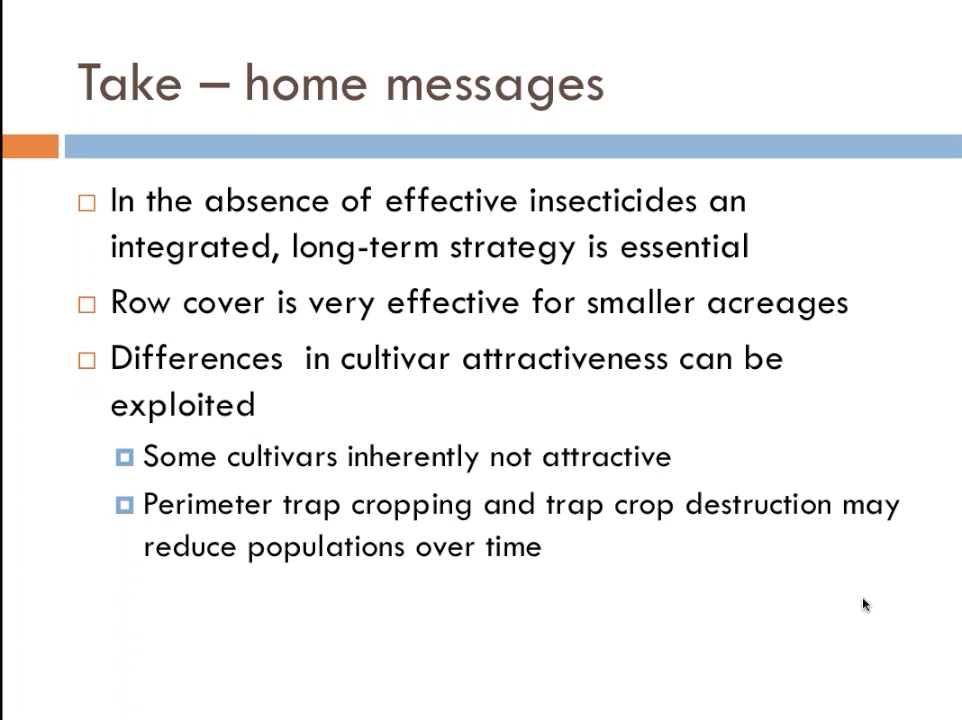 Take – home messages
In the absence of effective insecticides an
integrated, long-term strategy is essential
Row cover is very effective for smaller acreages
Differences  in cultivar attractiveness can be
exploited
Some cultivars inherently not attractive
Perimeter trap cropping and trap crop destruction may
reduce populations over time